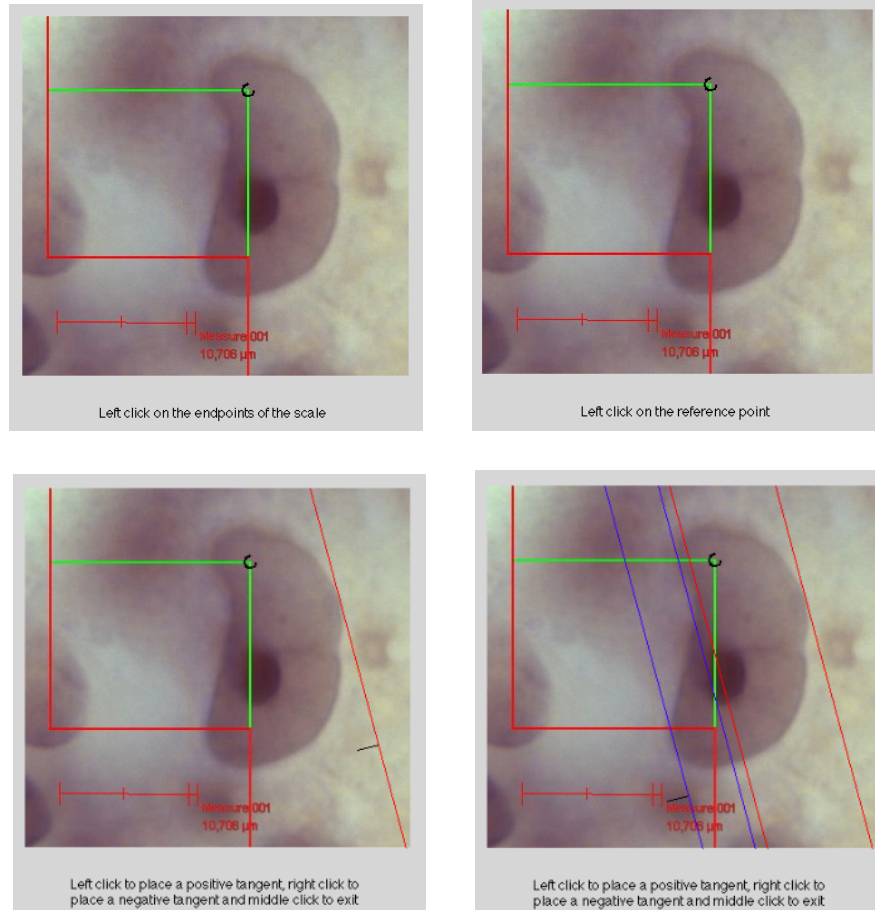 Measure 001
10,706 µm
Left click on the endpoints of the scale
Measure 001
10,706 µm
Left click on the reference point
Measure 001
10,706 µm
Left click to place a positive tangent, right click to
place a negative tangent and middle click to exit
Measure 001
10,706 µm
Left click to place a positive tangent, right click to
place a negative tangent and middle click to exit